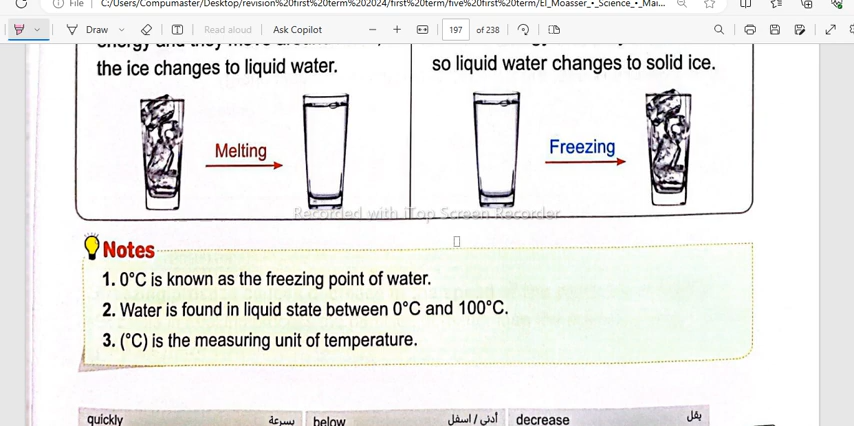 File
C:/Users/Compumaster/Desktop/revision%20first%20term%202024/first%20term/five%20first%20term/El_Moasser_•_Science_•_Mai...
Draw
Read aloud
Ask Copilot
197 of 238
the ice changes to liquid water.
so liquid water changes to solid ice.
Melting
Freezing
Recorded with iTop Screen Recorder
Notes
1. 0°C is known as the freezing point of water.
2. Water is found in liquid state between 0°C and 100°C.
3. (°C) is the measuring unit of temperature.
quickly بسرعة below أدنى / اسفل decrease يقل